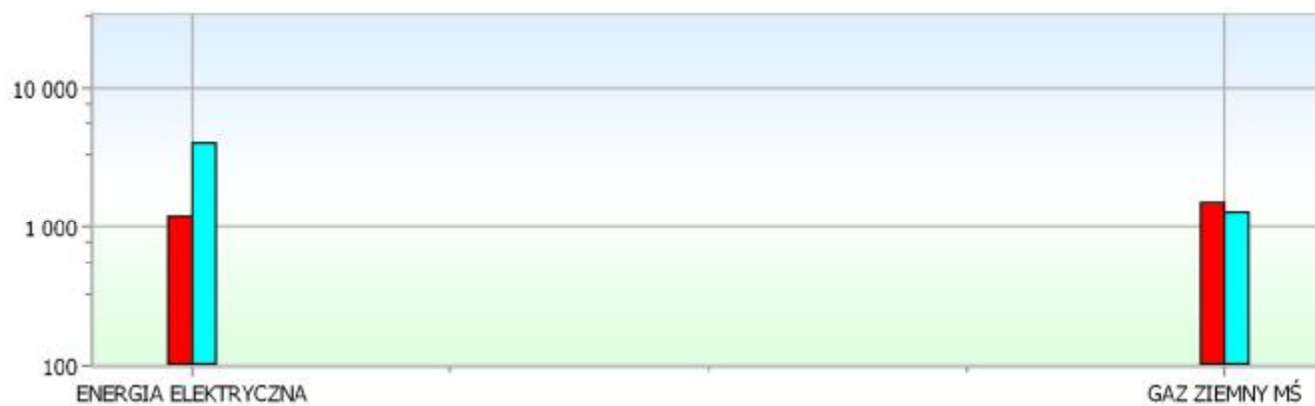 10 000
1 000
100
ENERGIA ELEKTRYCZNA
GAZ ZIEMNY MŚ